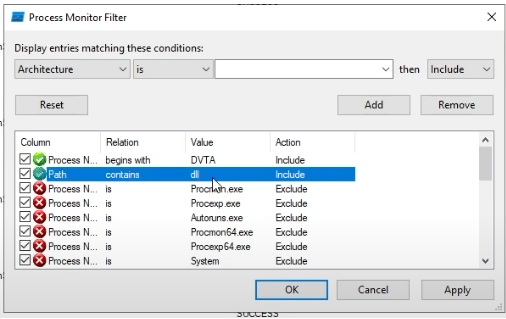 Process Monitor Filter
Display entries matching these conditions:
Architecture is then Include
Reset Add Remove
Column Relation Value Action
Process N... begins with DVTA Include
Path contains dll Include
Process N... is Procmon.exe Exclude
Process N... is Procexp.exe Exclude
Process N... is Autoruns.exe Exclude
Process N... is Procmon64.exe Exclude
Process N... is Procexp64.exe Exclude
Process N... is System Exclude
OK Cancel Apply
SUCCESS